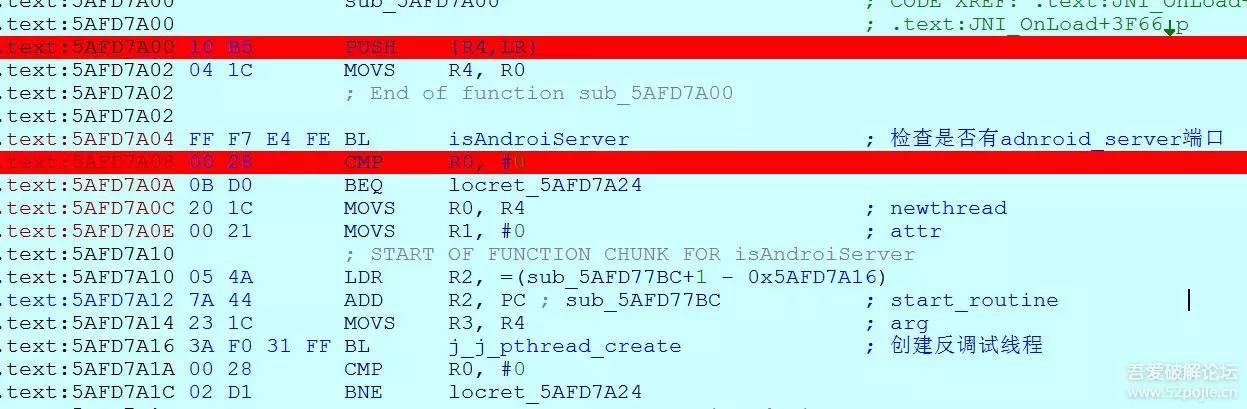 .text:5AFD7A00 sub_5AFD7A00 ; CODE XREF: .text:JNI_OnLoad+
.text:5AFD7A00 ; .text:JNI_OnLoad+3F66↓p
.text:5AFD7A00 10 B5 PUSH {R4,LR}
.text:5AFD7A02 04 1C MOVS R4, R0
.text:5AFD7A02 ; End of function sub_5AFD7A00
.text:5AFD7A02
.text:5AFD7A04 FF F7 E4 FE BL isAndroiServer ; 检查是否有adnroid_server端口
.text:5AFD7A08 00 28 CMP R0, #0
.text:5AFD7A0A 0B D0 BEQ locret_5AFD7A24
.text:5AFD7A0C 20 1C MOVS R0, R4 ; newthread
.text:5AFD7A0E 00 21 MOVS R1, #0 ; attr
.text:5AFD7A10 ; START OF FUNCTION CHUNK FOR isAndroiServer
.text:5AFD7A10 05 4A LDR R2, =(sub_5AFD77BC+1 - 0x5AFD7A16)
.text:5AFD7A12 7A 44 ADD R2, PC ; sub_5AFD77BC ; start_routine
.text:5AFD7A14 23 1C MOVS R3, R4 ; arg
.text:5AFD7A16 3A F0 31 FF BL j_j_pthread_create ; 创建反调试线程
.text:5AFD7A1A 00 28 CMP R0, #0
.text:5AFD7A1C 02 D1 BNE locret_5AFD7A24
吾爱破解论坛
www.52pojie.cn